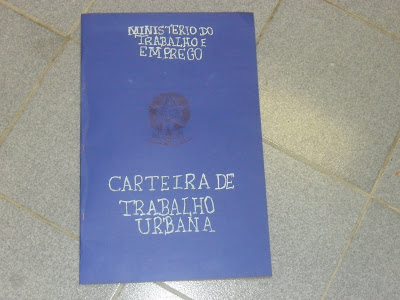 MINISTERIO DO
TRABALHO E
EMPREGO
CARTEIRA DE
TRABALHO
URBANA